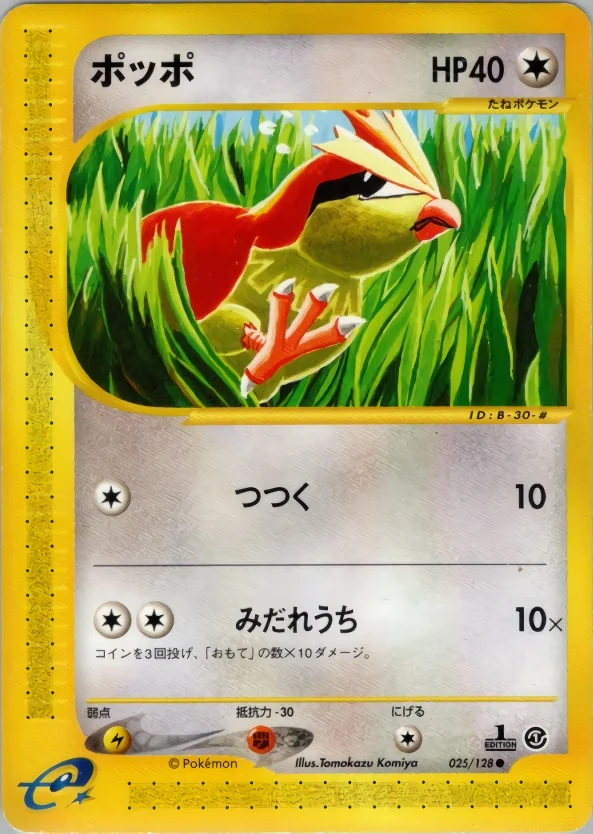 ポッポ HP40
たねポケモン
ID:B-30-#
つつく 10
みだれうち 10×
コインを3回投げ、「おもて」の数×10ダメージ。
弱点 抵抗力-30 にげる
1
EDITION
© Pokémon Illus.Tomokazu Komiya 025/128●
e